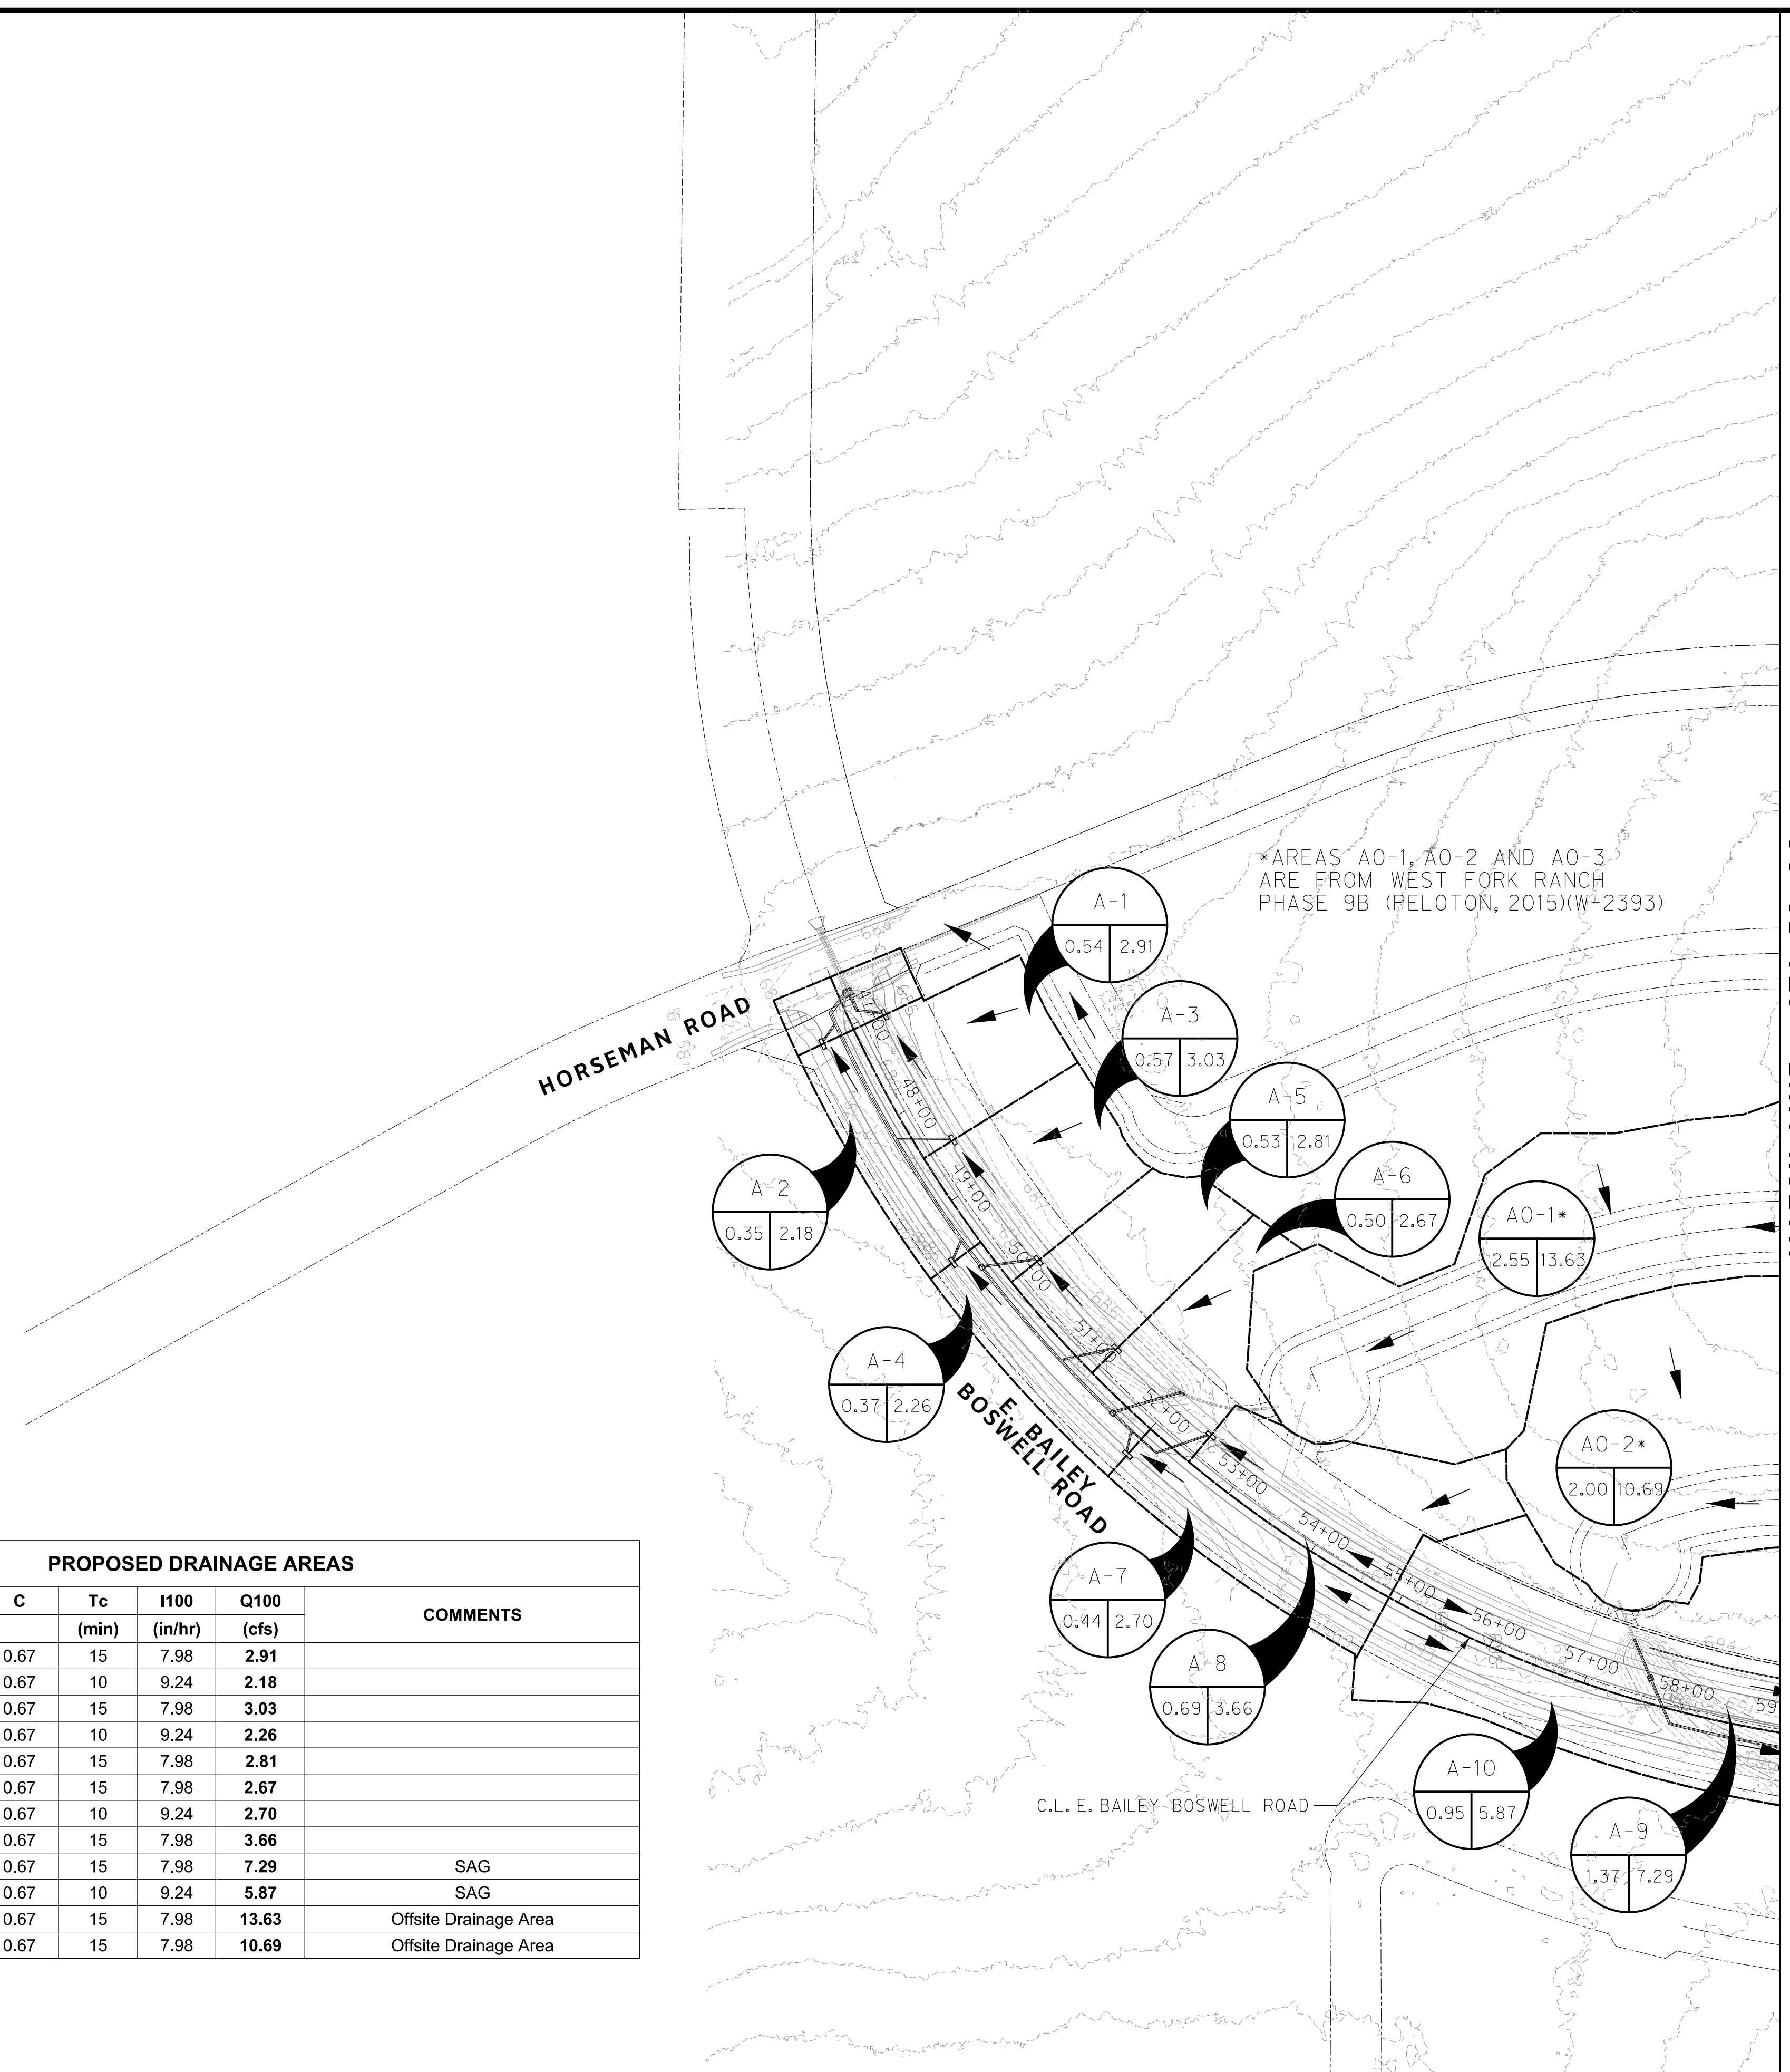 *AREAS AO-1, AO-2 AND AO-3
ARE FROM WEST FORK RANCH
PHASE 9B (PELOTON, 2015)(W-2393)
A-1
0.54 2.91
A-3
0.57 3.03
A-5
0.53 2.81
A-6
0.50 2.67
AO-1*
2.55 13.63
A-2
0.35 2.18
A-4
0.37 2.26
AO-2*
2.00 10.69
A-7
0.44 2.70
A-8
0.69 3.66
A-10
0.95 5.87
A-9
1.37 7.29
HORSEMAN ROAD
E. BAILEY
BOSWELL ROAD
C.L. E. BAILEY BOSWELL ROAD
48+00
49+00
50+00
51+00
52+00
53+00
54+00
55+00
56+00
57+00
58+00
59
684
687
686
694
PROPOSED DRAINAGE AREAS
C Tc I100 Q100 COMMENTS
(min) (in/hr) (cfs)
0.67 15 7.98 2.91
0.67 10 9.24 2.18
0.67 15 7.98 3.03
0.67 10 9.24 2.26
0.67 15 7.98 2.81
0.67 15 7.98 2.67
0.67 10 9.24 2.70
0.67 15 7.98 3.66
0.67 15 7.98 7.29 SAG
0.67 10 9.24 5.87 SAG
0.67 15 7.98 13.63 Offsite Drainage Area
0.67 15 7.98 10.69 Offsite Drainage Area